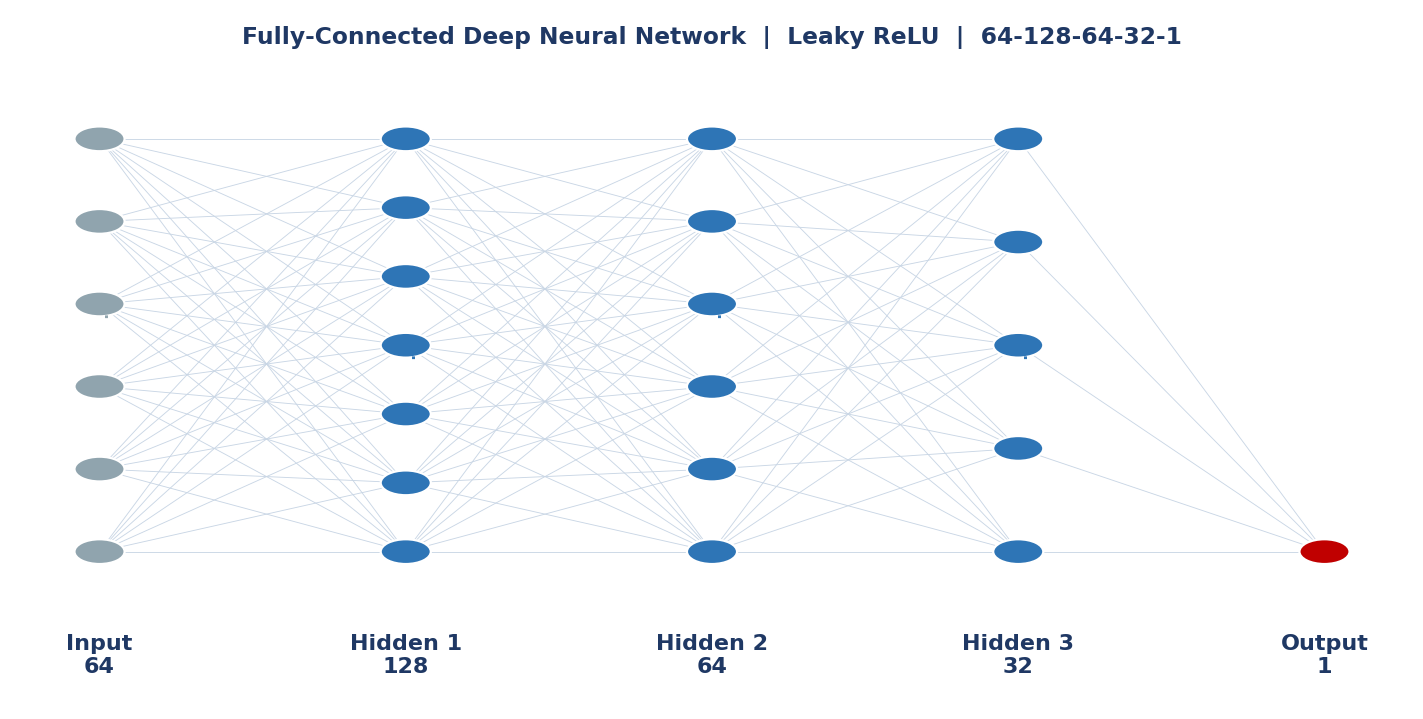 Fully-Connected Deep Neural Network | Leaky ReLU | 64-128-64-32-1
Input
64
Hidden 1
128
Hidden 2
64
Hidden 3
32
Output
1